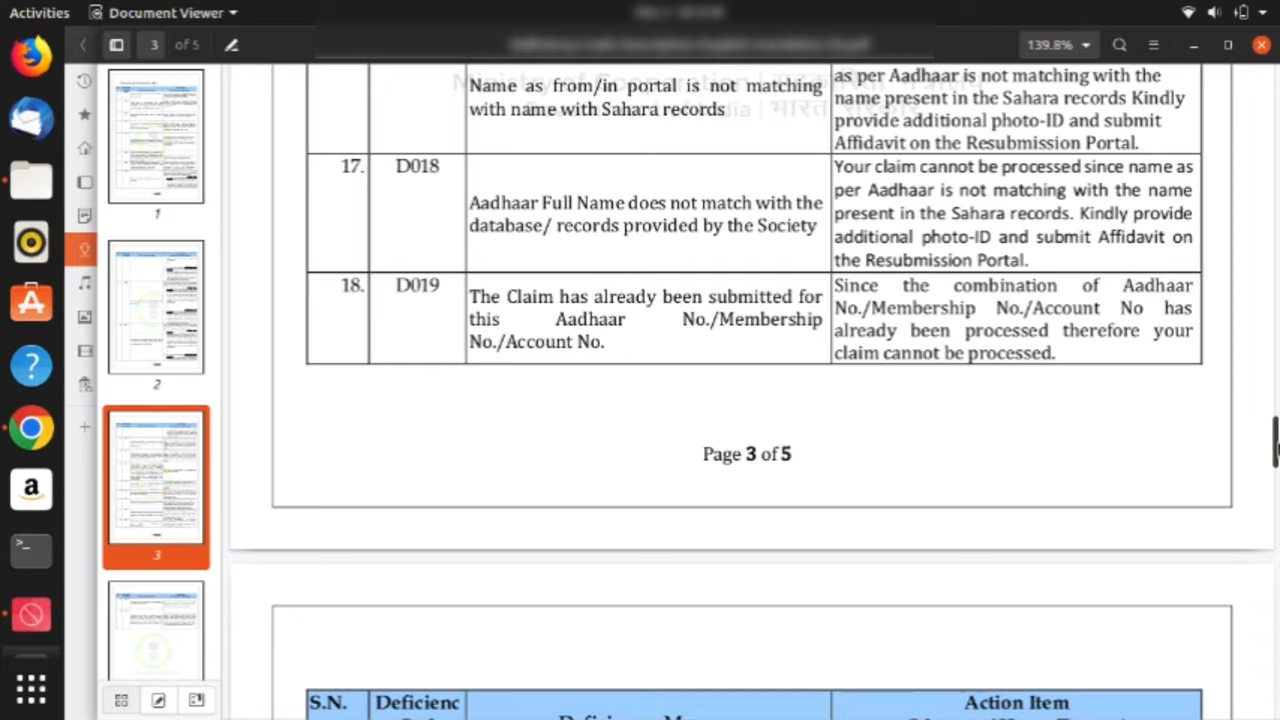 Activities
Document Viewer
3 of 5
139.8%
Name as from/in portal is not matching
with name with Sahara records
as per Aadhaar is not matching with the
name present in the Sahara records Kindly
provide additional photo-ID and submit
Affidavit on the Resubmission Portal.
17. D018
Aadhaar Full Name does not match with the
database/ records provided by the Society
Your claim cannot be processed since name as
per Aadhaar is not matching with the name
present in the Sahara records. Kindly provide
additional photo-ID and submit Affidavit on
the Resubmission Portal.
18. D019
The Claim has already been submitted for
this Aadhaar No./Membership
No./Account No.
Since the combination of Aadhaar
No./Membership No./Account No has
already been processed therefore your
claim cannot be processed.
Page 3 of 5
S.N. Deficienc
Action Item
1
2
3